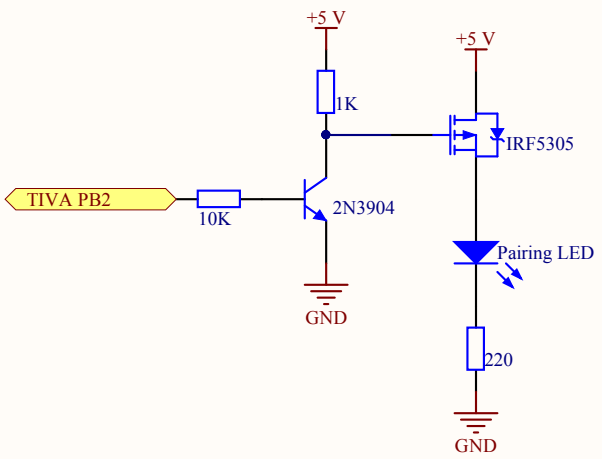 +5 V
+5 V
1K
IRF5305
TIVA PB2
10K
2N3904
Pairing LED
GND
220
GND